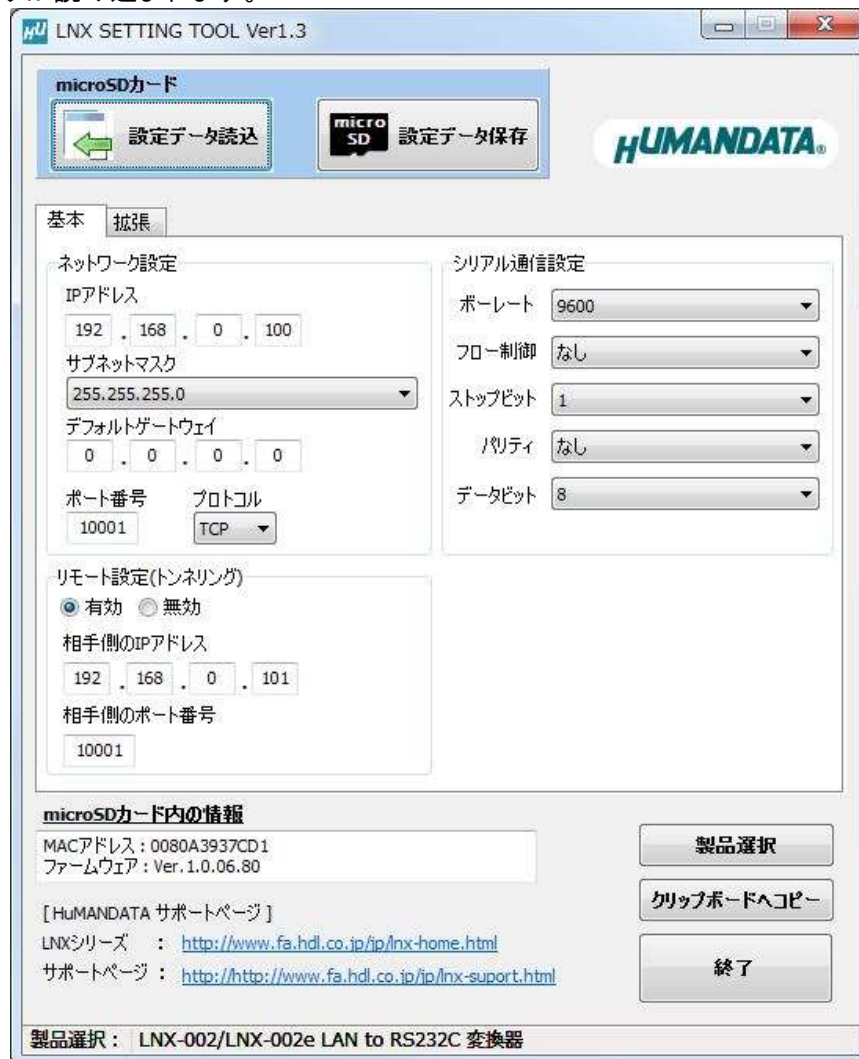 LNX SETTING TOOL Ver1.3
microSDカード
設定データ読込
micro SD 設定データ保存
HUMANDATA®
基本 拡張
ネットワーク設定
IPアドレス
192 . 168 . 0 . 100
サブネットマスク
255.255.255.0
デフォルトゲートウェイ
0 . 0 . 0 . 0
ポート番号 プロトコル
10001 TCP
シリアル通信設定
ボーレート 9600
フロー制御 なし
ストップビット 1
パリティ なし
データビット 8
リモート設定(トンネリング)
有効 無効
相手側のIPアドレス
192 . 168 . 0 . 101
相手側のポート番号
10001
microSDカード内の情報
MACアドレス : 0080A3937CD1
ファームウェア : Ver.1.0.06.80
[ HuMANDATA サポートページ ]
LNXシリーズ : http://www.fa.hdl.co.jp/jp/lnx-home.html
サポートページ : http://http://www.fa.hdl.co.jp/jp/lnx-suport.html
製品選択
クリップボードへコピー
終了
製品選択 : LNX-002/LNX-002e LAN to RS232C 変換器